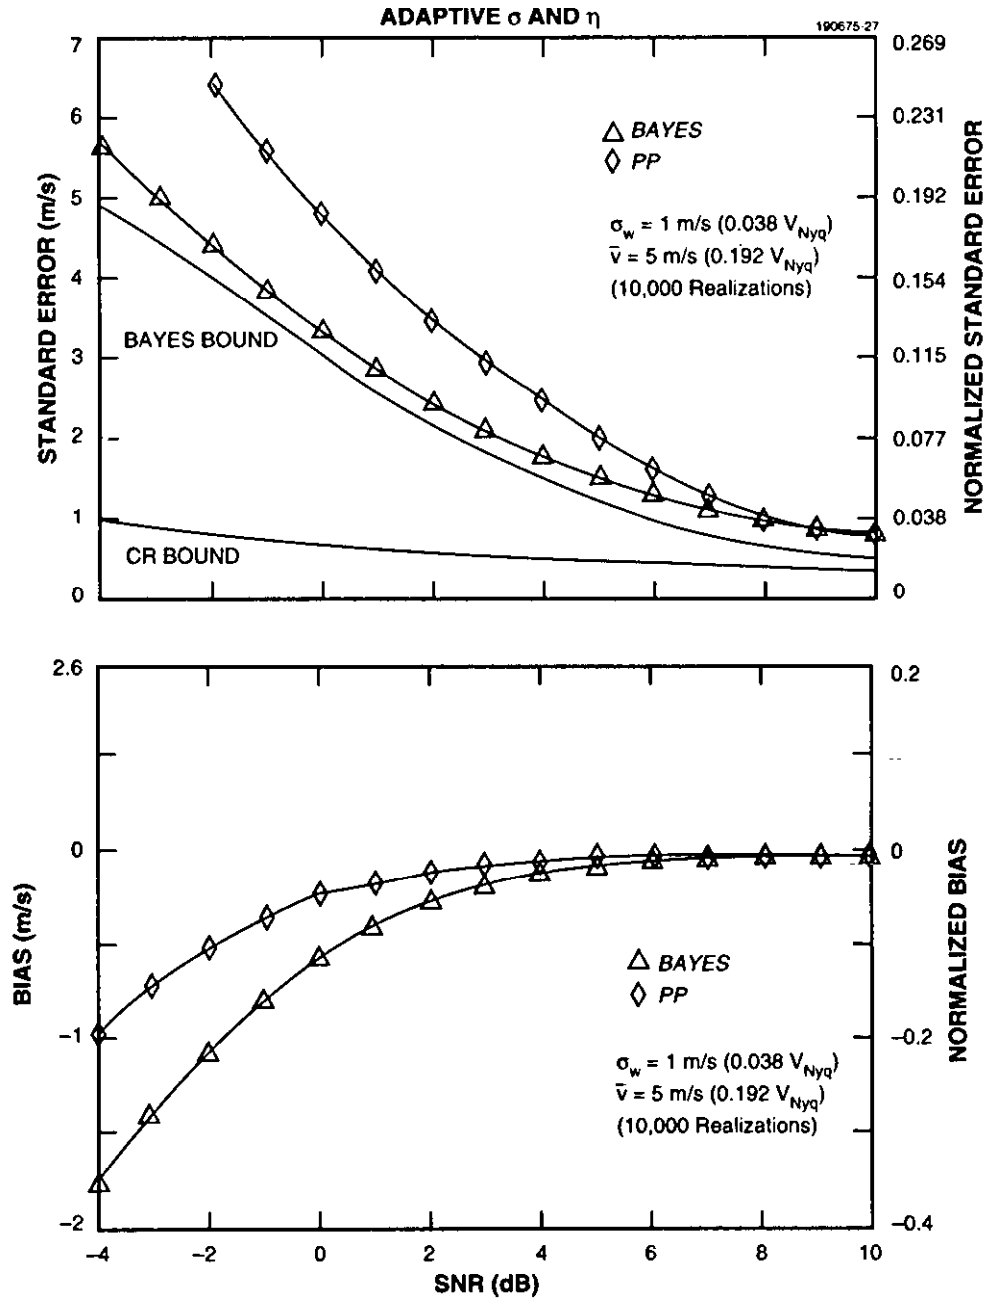 ADAPTIVE σ AND η
190675-27
7
6
5
4
3
2
1
0
STANDARD ERROR (m/s)
0.269
0.231
0.192
0.154
0.115
0.077
0.038
0
NORMALIZED STANDARD ERROR
BAYES
PP
σw = 1 m/s (0.038 VNyq)
v̅ = 5 m/s (0.192 VNyq)
(10,000 Realizations)
BAYES BOUND
CR BOUND
2.6
0
−1
−2
BIAS (m/s)
0.2
0
−0.2
−0.4
NORMALIZED BIAS
BAYES
PP
σw = 1 m/s (0.038 VNyq)
v̅ = 5 m/s (0.192 VNyq)
(10,000 Realizations)
−4 −2 0 2 4 6 8 10
SNR (dB)